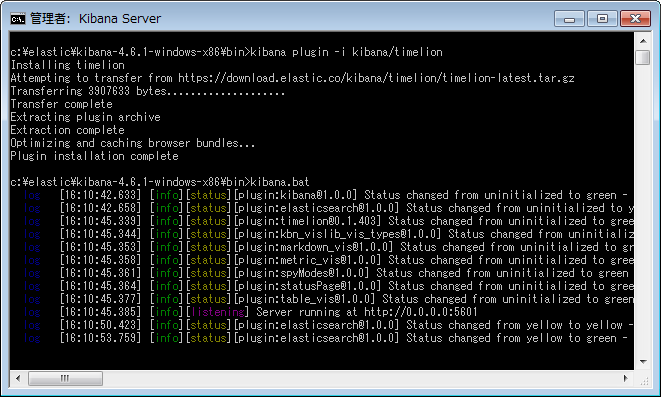 管理者: Kibana Server
c:¥elastic¥kibana-4.6.1-windows-x86¥bin>kibana plugin -i kibana/timelion
Installing timelion
Attempting to transfer from https://download.elastic.co/kibana/timelion/timelion-latest.tar.gz
Transferring 3907633 bytes....................
Transfer complete
Extracting plugin archive
Extraction complete
Optimizing and caching browser bundles...
Plugin installation complete
c:¥elastic¥kibana-4.6.1-windows-x86¥bin>kibana.bat
log [16:10:42.633] [info][status][plugin:kibana@1.0.0] Status changed from uninitialized to green -
log [16:10:42.658] [info][status][plugin:elasticsearch@1.0.0] Status changed from uninitialized to y
log [16:10:45.339] [info][status][plugin:timelion@0.1.403] Status changed from uninitialized to gree
log [16:10:45.344] [info][status][plugin:kbn_vislib_vis_types@1.0.0] Status changed from uninitializ
log [16:10:45.353] [info][status][plugin:markdown_vis@1.0.0] Status changed from uninitialized to gr
log [16:10:45.358] [info][status][plugin:metric_vis@1.0.0] Status changed from uninitialized to gree
log [16:10:45.361] [info][status][plugin:spyModes@1.0.0] Status changed from uninitialized to green
log [16:10:45.364] [info][status][plugin:statusPage@1.0.0] Status changed from uninitialized to gree
log [16:10:45.377] [info][status][plugin:table_vis@1.0.0] Status changed from uninitialized to green
log [16:10:45.385] [info][listening] Server running at http://0.0.0.0:5601
log [16:10:50.423] [info][status][plugin:elasticsearch@1.0.0] Status changed from yellow to yellow -
log [16:10:53.759] [info][status][plugin:elasticsearch@1.0.0] Status changed from yellow to green -